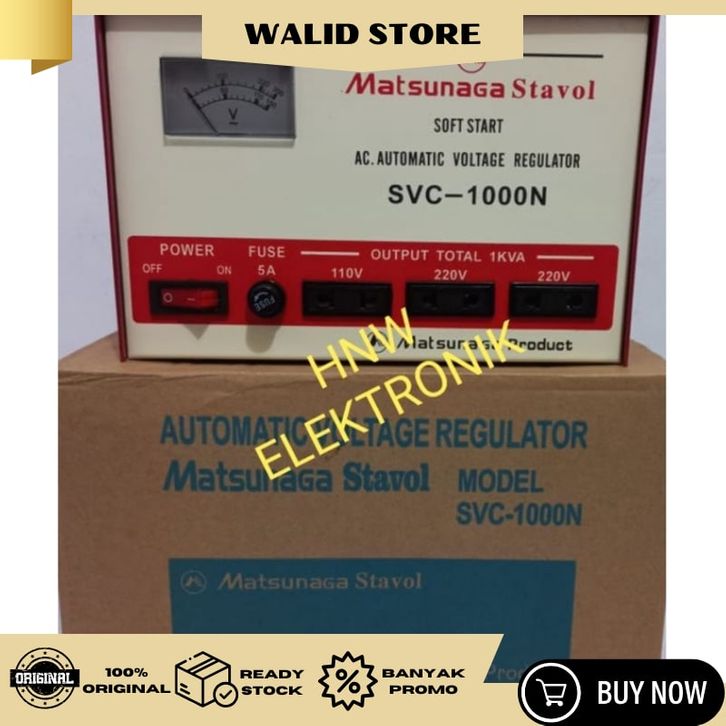 WALID STORE
Matsunaga Stavol
SOFT START
AC. AUTOMATIC VOLTAGE REGULATOR
SVC-1000N
V
POWER
FUSE
OUTPUT TOTAL 1KVA
OFF
ON
5A
110V
220V
220V
FUSE
Matsunaga Product
HNW
ELEKTRONIK
AUTOMATIC VOLTAGE REGULATOR
Matsunaga Stavol MODEL
SVC-1000N
Matsunaga Stavol
Product
ORIGINAL
100%
ORIGINAL
READY
STOCK
BANYAK
PROMO
BUY NOW